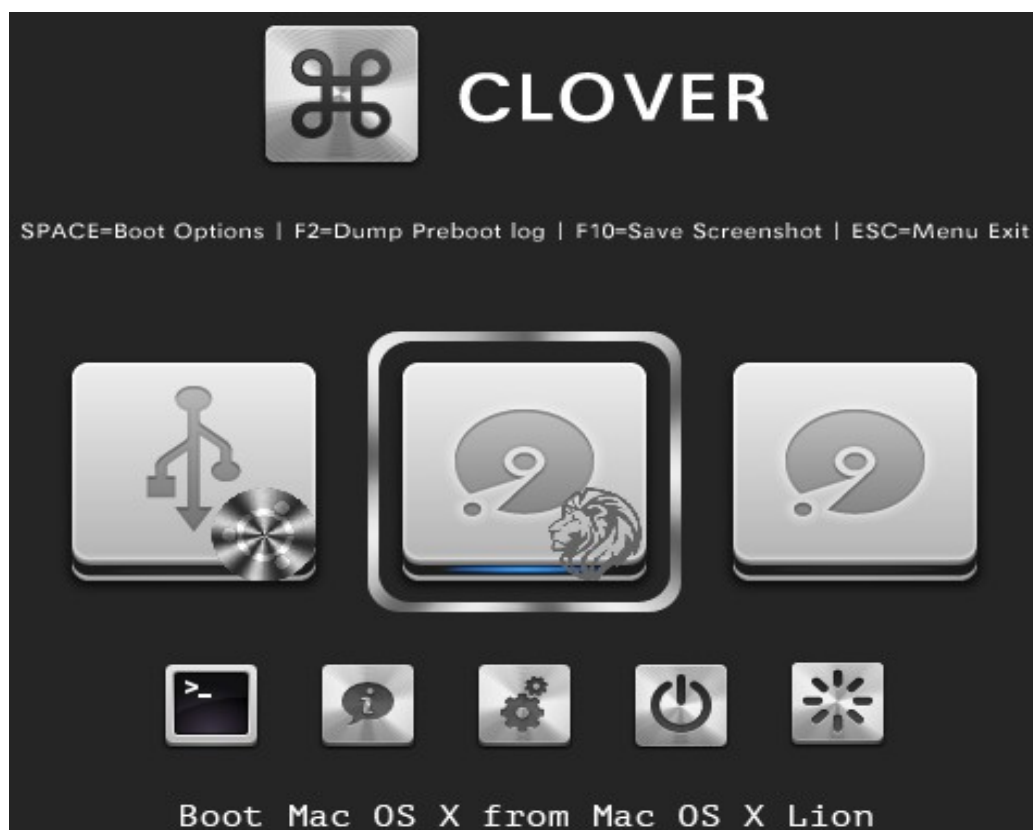 CLOVER
SPACE=Boot Options | F2=Dump Preboot log | F10=Save Screenshot | ESC=Menu Exit
>_
Boot Mac OS X from Mac OS X Lion